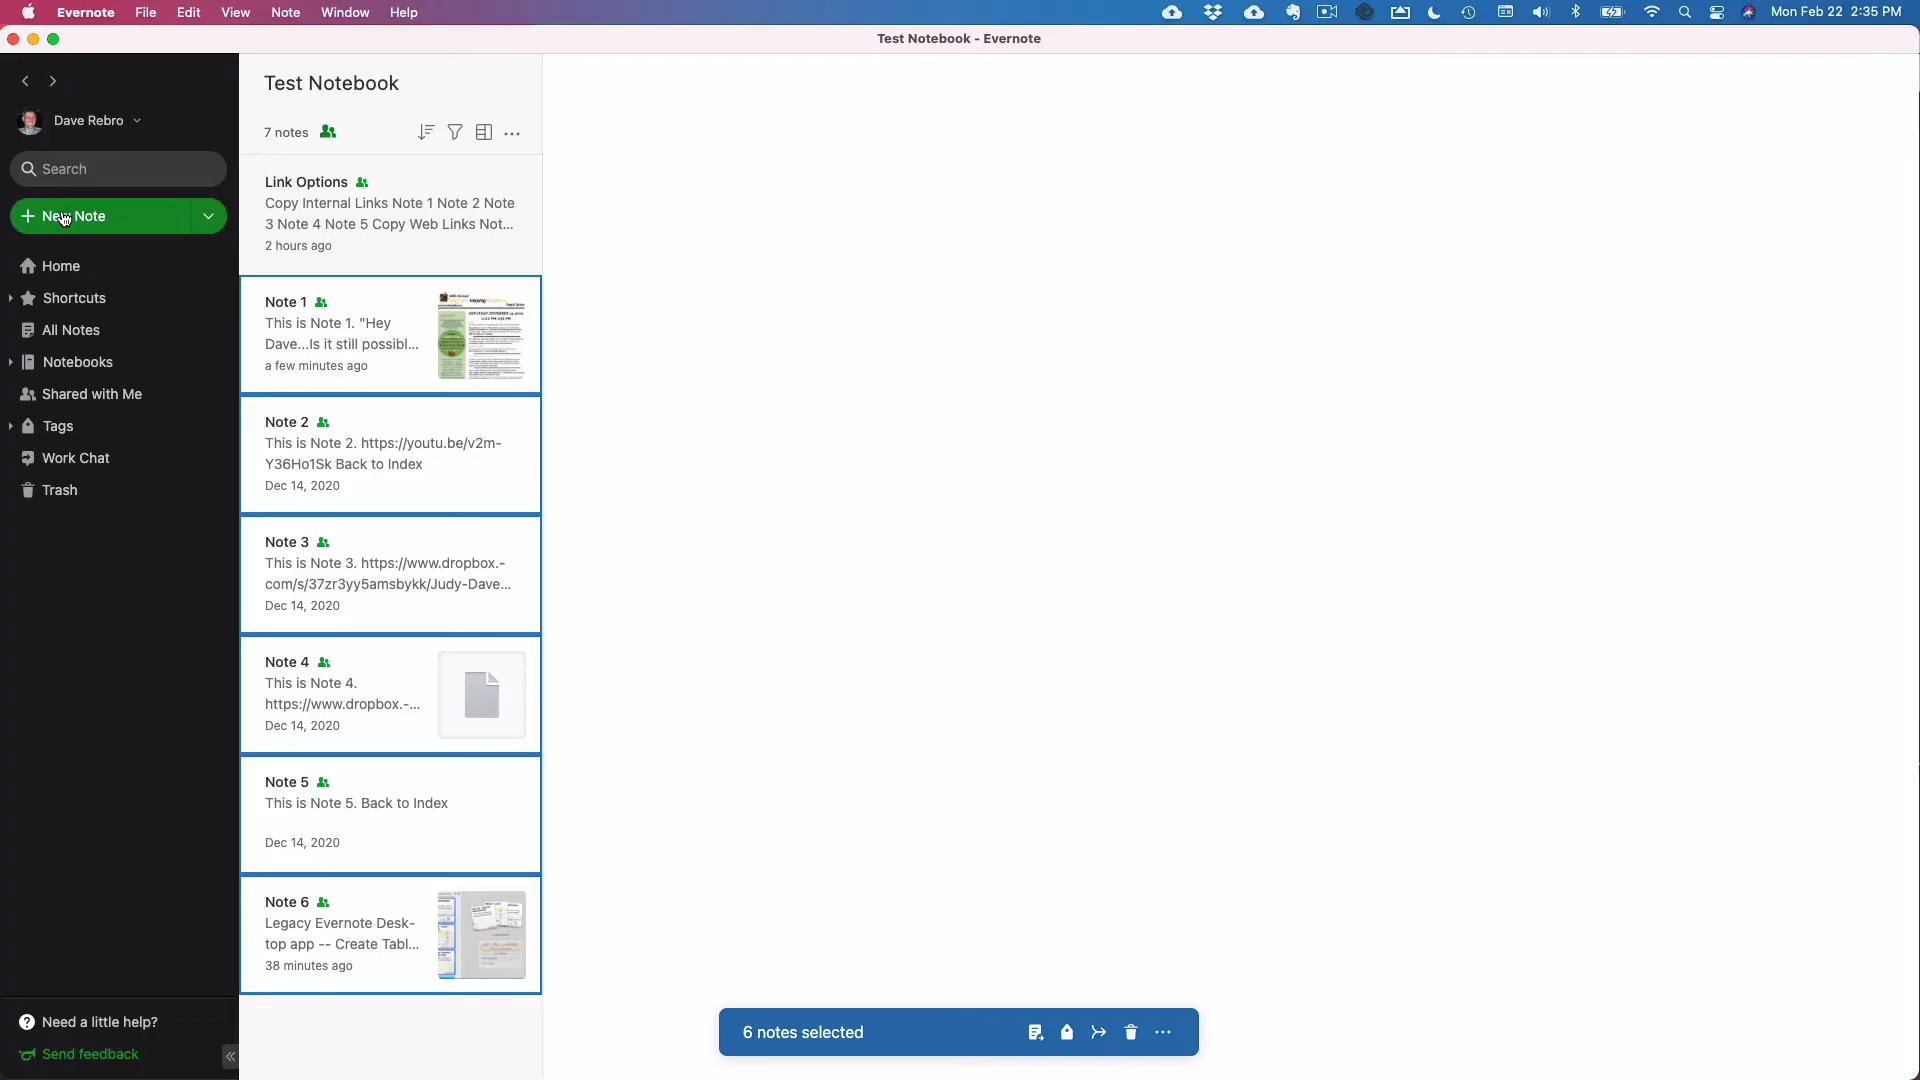 Evernote File Edit View Note Window Help
Mon Feb 22 2:35 PM
Test Notebook - Evernote
Dave Rebro
Search
New Note
Home
Shortcuts
All Notes
Notebooks
Shared with Me
Tags
Work Chat
Trash
Need a little help?
Send feedback
Test Notebook
7 notes
Link Options
Copy Internal Links Note 1 Note 2 Note
3 Note 4 Note 5 Copy Web Links Not...
2 hours ago
Note 1
This is Note 1. "Hey
Dave...Is it still possibl...
a few minutes ago
Note 2
This is Note 2. https://youtu.be/v2m-
Y36Ho1Sk Back to Index
Dec 14, 2020
Note 3
This is Note 3. https://www.dropbox.-
com/s/37zr3yy5amsbykk/Judy-Dave...
Dec 14, 2020
Note 4
This is Note 4.
https://www.dropbox.-...
Dec 14, 2020
Note 5
This is Note 5. Back to Index
Dec 14, 2020
Note 6
Legacy Evernote Desk-
top app -- Create Tabl...
38 minutes ago
6 notes selected